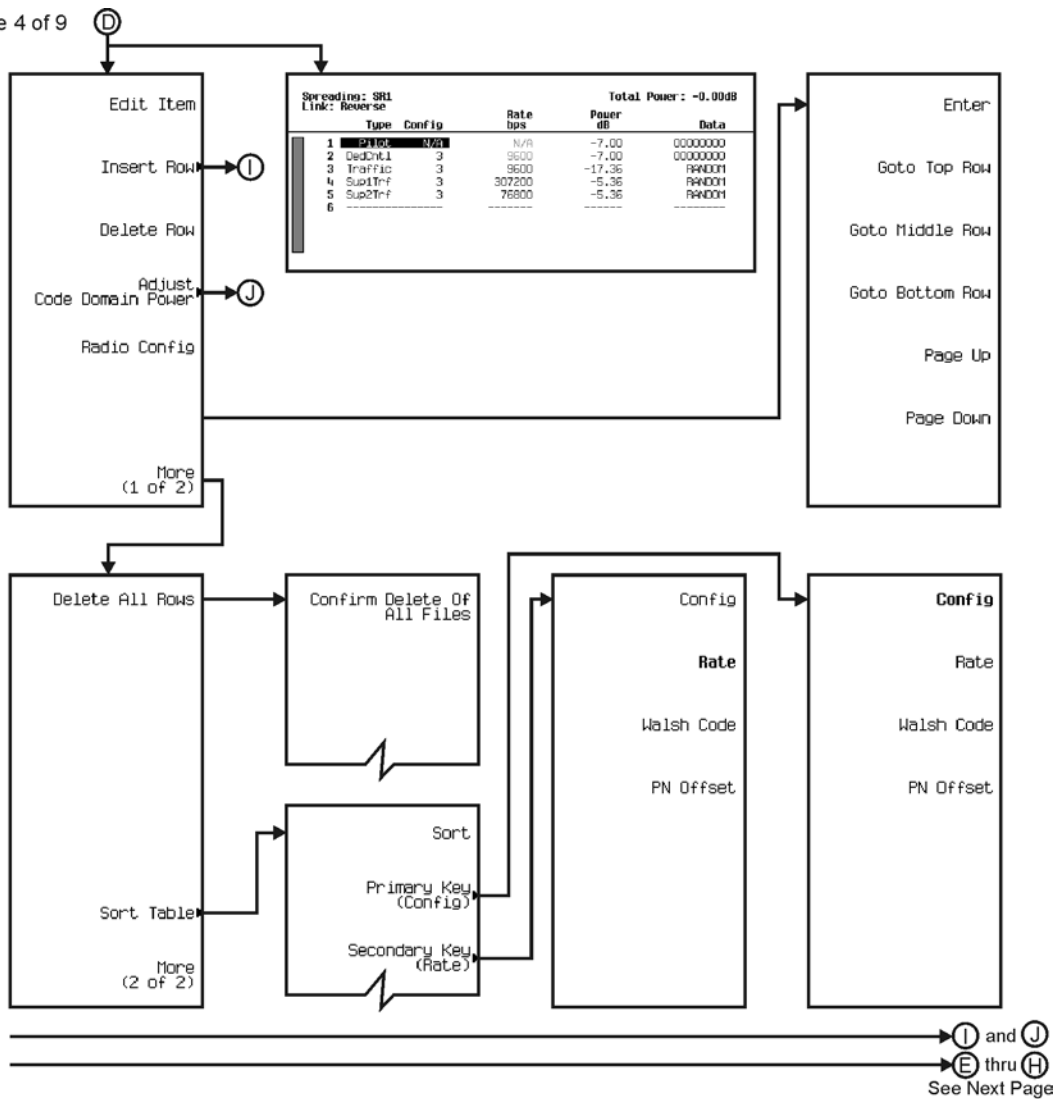 e 4 of 9 D
Edit Item
Insert Row I
Delete Row
Adjust
Code Domain Power J
Radio Config
More
(1 of 2)
Spreading: SR1 Total Power: -0.00dB
Link: Reverse
Rate Power
Type Config bps dB Data
1 Pilot N/A N/A -7.00 00000000
2 DedCntl 3 9600 -7.00 00000000
3 Traffic 3 9600 -17.36 RANDOM
4 Sup1Trf 3 307200 -5.36 RANDOM
5 Sup2Trf 3 76800 -5.36 RANDOM
6 --------------- ------- ------ --------
Enter
Goto Top Row
Goto Middle Row
Goto Bottom Row
Page Up
Page Down
Delete All Rows
Sort Table
More
(2 of 2)
Confirm Delete Of
All Files
Sort
Primary Key
(Config)
Secondary Key
(Rate)
Config
Rate
Walsh Code
PN Offset
Config
Rate
Walsh Code
PN Offset
I and J
E thru H
See Next Page